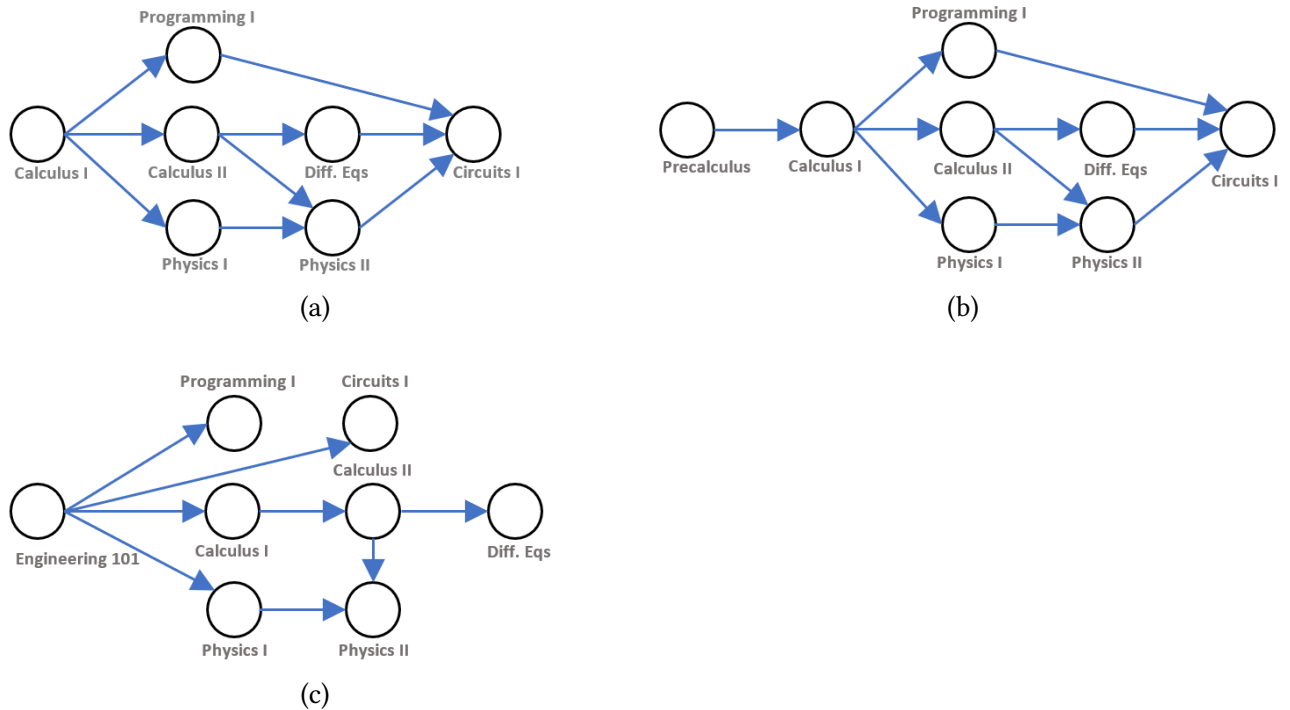 Programming I
Calculus I
Calculus II
Diff. Eqs
Circuits I
Physics I
Physics II
(a)
Programming I
Precalculus
Calculus I
Calculus II
Diff. Eqs
Circuits I
Physics I
Physics II
(b)
Programming I
Circuits I
Calculus II
Engineering 101
Calculus I
Diff. Eqs
Physics I
Physics II
(c)